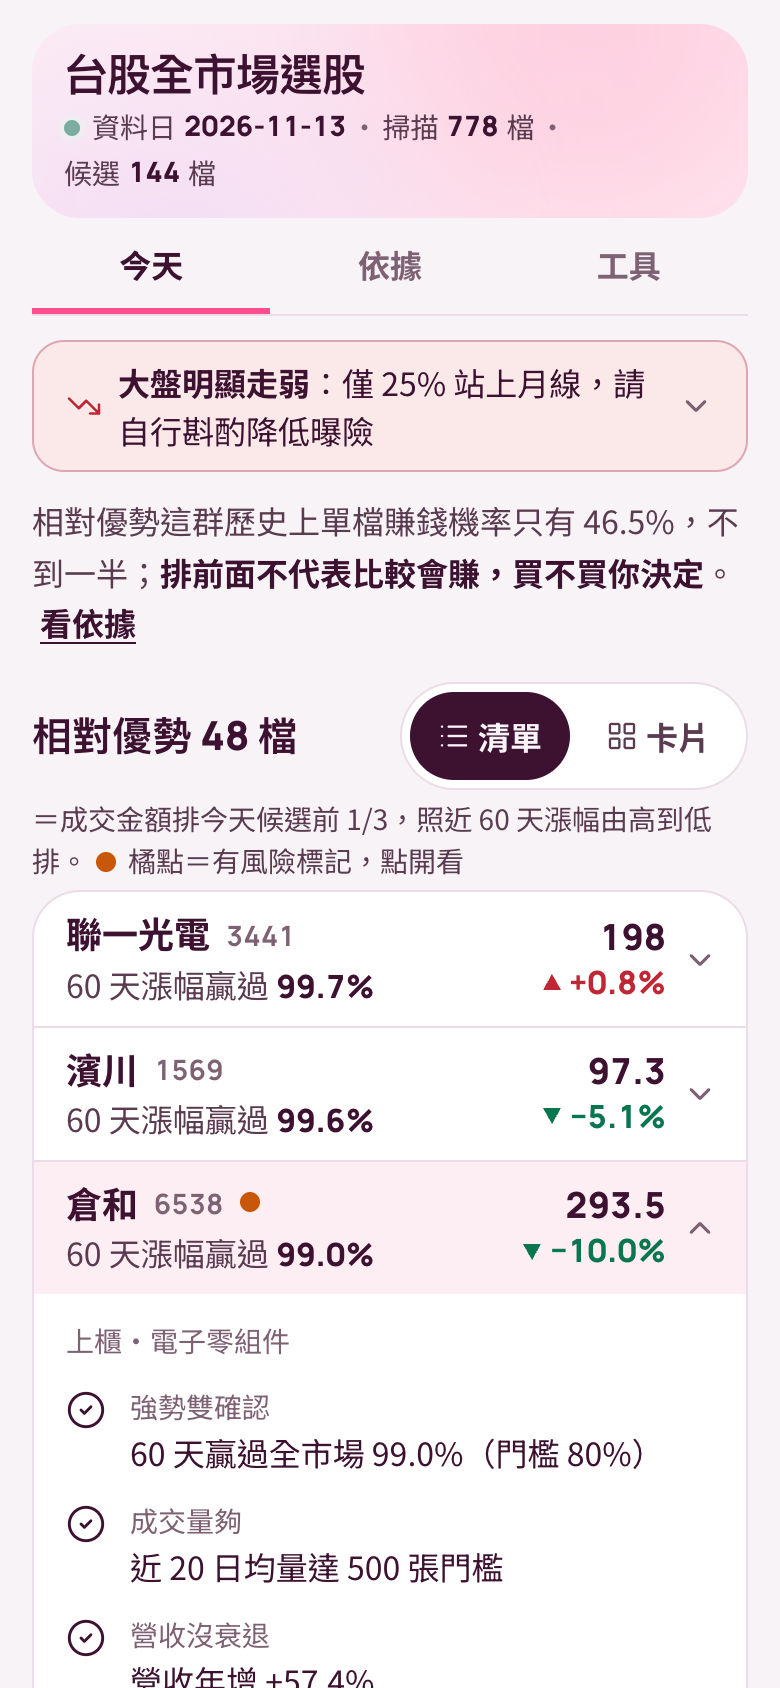 台股全市場選股
資料日 2026-11-13 · 掃描 778 檔 ·
候選 144 檔
今天 依據 工具
大盤明顯走弱：僅 25% 站上月線，請
自行斟酌降低曝險
相對優勢這群歷史上單檔賺錢機率只有 46.5%，不
到一半；排前面不代表比較會賺，買不買你決定。
看依據
相對優勢 48 檔 清單 卡片
＝成交金額排今天候選前 1/3，照近 60 天漲幅由高到低
排。 橘點＝有風險標記，點開看
聯一光電 3441 198
60 天漲幅贏過 99.7% ▲ +0.8%
濱川 1569 97.3
60 天漲幅贏過 99.6% ▼ −5.1%
倉和 6538 293.5
60 天漲幅贏過 99.0% ▼ −10.0%
上櫃·電子零組件
強勢雙確認
60 天贏過全市場 99.0%（門檻 80%）
成交量夠
近 20 日均量達 500 張門檻
營收沒衰退
營收年增 +57.4%